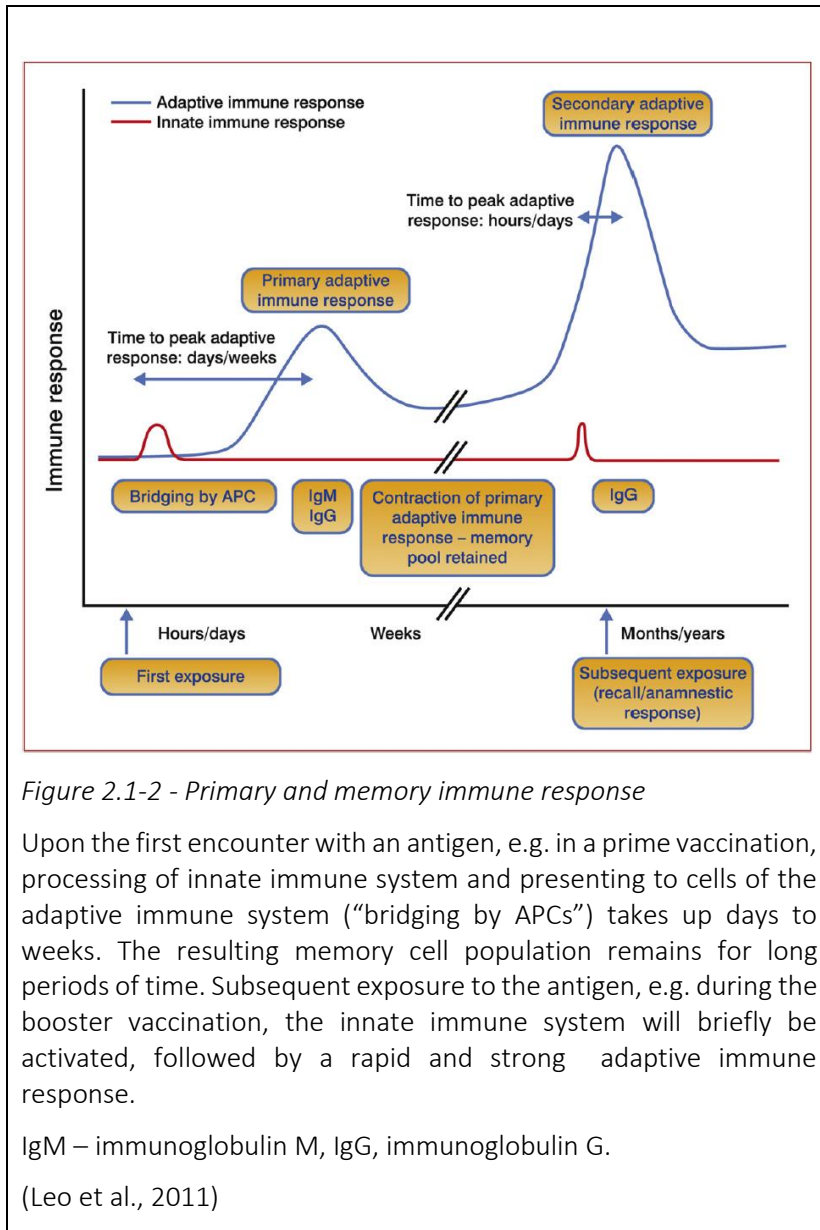 Adaptive immune response
Innate immune response
Secondary adaptive
immune response
Time to peak adaptive
response: hours/days
Primary adaptive
immune response
Time to peak adaptive
response: days/weeks
Immune response
Bridging by APC
IgM
IgG
Contraction of primary
adaptive immune
response – memory
pool retained
IgG
Hours/days
Weeks
Months/years
First exposure
Subsequent exposure
(recall/anamnestic
response)
Figure 2.1-2 - Primary and memory immune response
Upon the first encounter with an antigen, e.g. in a prime vaccination,
processing of innate immune system and presenting to cells of the
adaptive immune system (“bridging by APCs”) takes up days to
weeks. The resulting memory cell population remains for long
periods of time. Subsequent exposure to the antigen, e.g. during the
booster vaccination, the innate immune system will briefly be
activated, followed by a rapid and strong adaptive immune
response.
IgM – immunoglobulin M, IgG, immunoglobulin G.
(Leo et al., 2011)